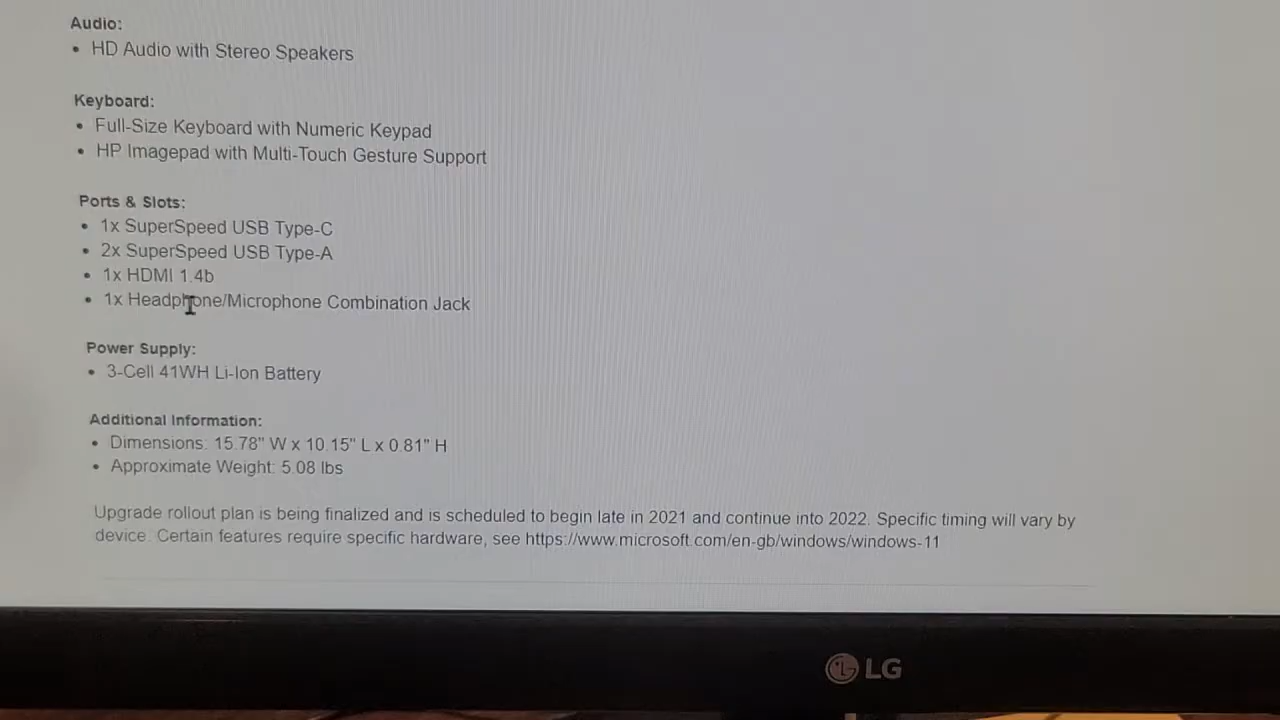 Audio:
• HD Audio with Stereo Speakers
Keyboard:
• Full-Size Keyboard with Numeric Keypad
• HP Imagepad with Multi-Touch Gesture Support
Ports & Slots:
• 1x SuperSpeed USB Type-C
• 2x SuperSpeed USB Type-A
• 1x HDMI 1.4b
• 1x Headphone/Microphone Combination Jack
Power Supply:
• 3-Cell 41WH Li-Ion Battery
Additional Information:
• Dimensions: 15.78" W x 10.15" L x 0.81" H
• Approximate Weight: 5.08 lbs
Upgrade rollout plan is being finalized and is scheduled to begin late in 2021 and continue into 2022. Specific timing will vary by
device. Certain features require specific hardware, see https://www.microsoft.com/en-gb/windows/windows-11
LG